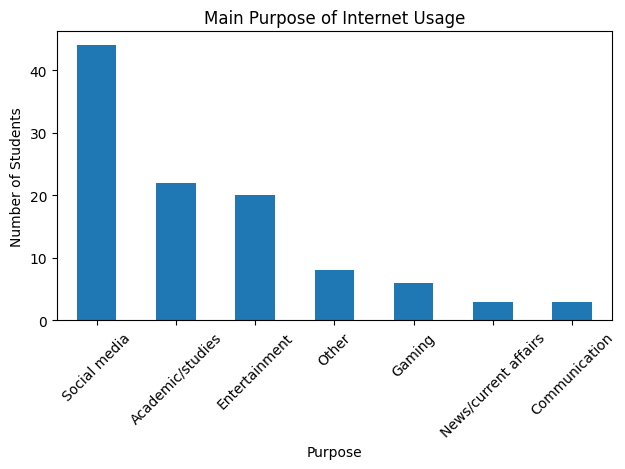 Main Purpose of Internet Usage
Number of Students
40
30
20
10
0
Social media
Academic/studies
Entertainment
Other
Gaming
News/current affairs
Communication
Purpose